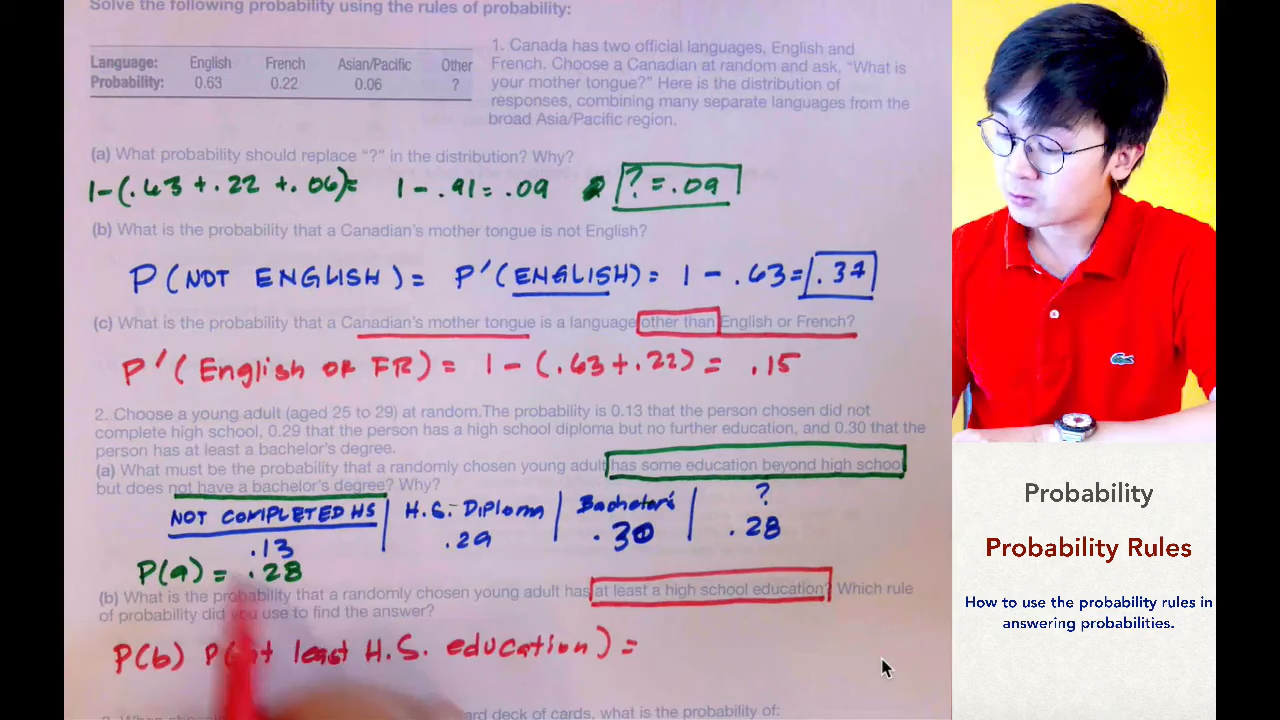 Solve the following probability using the rules of probability:
Language: English French Asian/Pacific Other
Probability: 0.63 0.22 0.06 ?
1. Canada has two official languages, English and
French. Choose a Canadian at random and ask, "What is
your mother tongue?" Here is the distribution of
responses, combining many separate languages from the
broad Asia/Pacific region.
(a) What probability should replace "?" in the distribution? Why?
1-(.63 + .22 + .06)= 1 - .91 = .09 ? = .09
(b) What is the probability that a Canadian's mother tongue is not English?
P(NOT ENGLISH) = P'(ENGLISH) = 1 - .63 = .37
(c) What is the probability that a Canadian's mother tongue is a language other than English or French?
P'(English OR FR) = 1 - (.63+.22) = .15
2. Choose a young adult (aged 25 to 29) at random.The probability is 0.13 that the person chosen did not
complete high school, 0.29 that the person has a high school diploma but no further education, and 0.30 that the
person has at least a bachelor's degree.
(a) What must be the probability that a randomly chosen young adult has some education beyond high school
but does not have a bachelor's degree? Why?
NOT COMPLETED HS H.S. Diploma Bachelor's ?
.13 .29 .30 .28
P(a) = .28
(b) What is the probability that a randomly chosen young adult has at least a high school education? Which rule
of probability did you use to find the answer?
P(b) P(at least H.S. education) =
ard deck of cards, what is the probability of:
Probability
Probability Rules
How to use the probability rules in
answering probabilities.